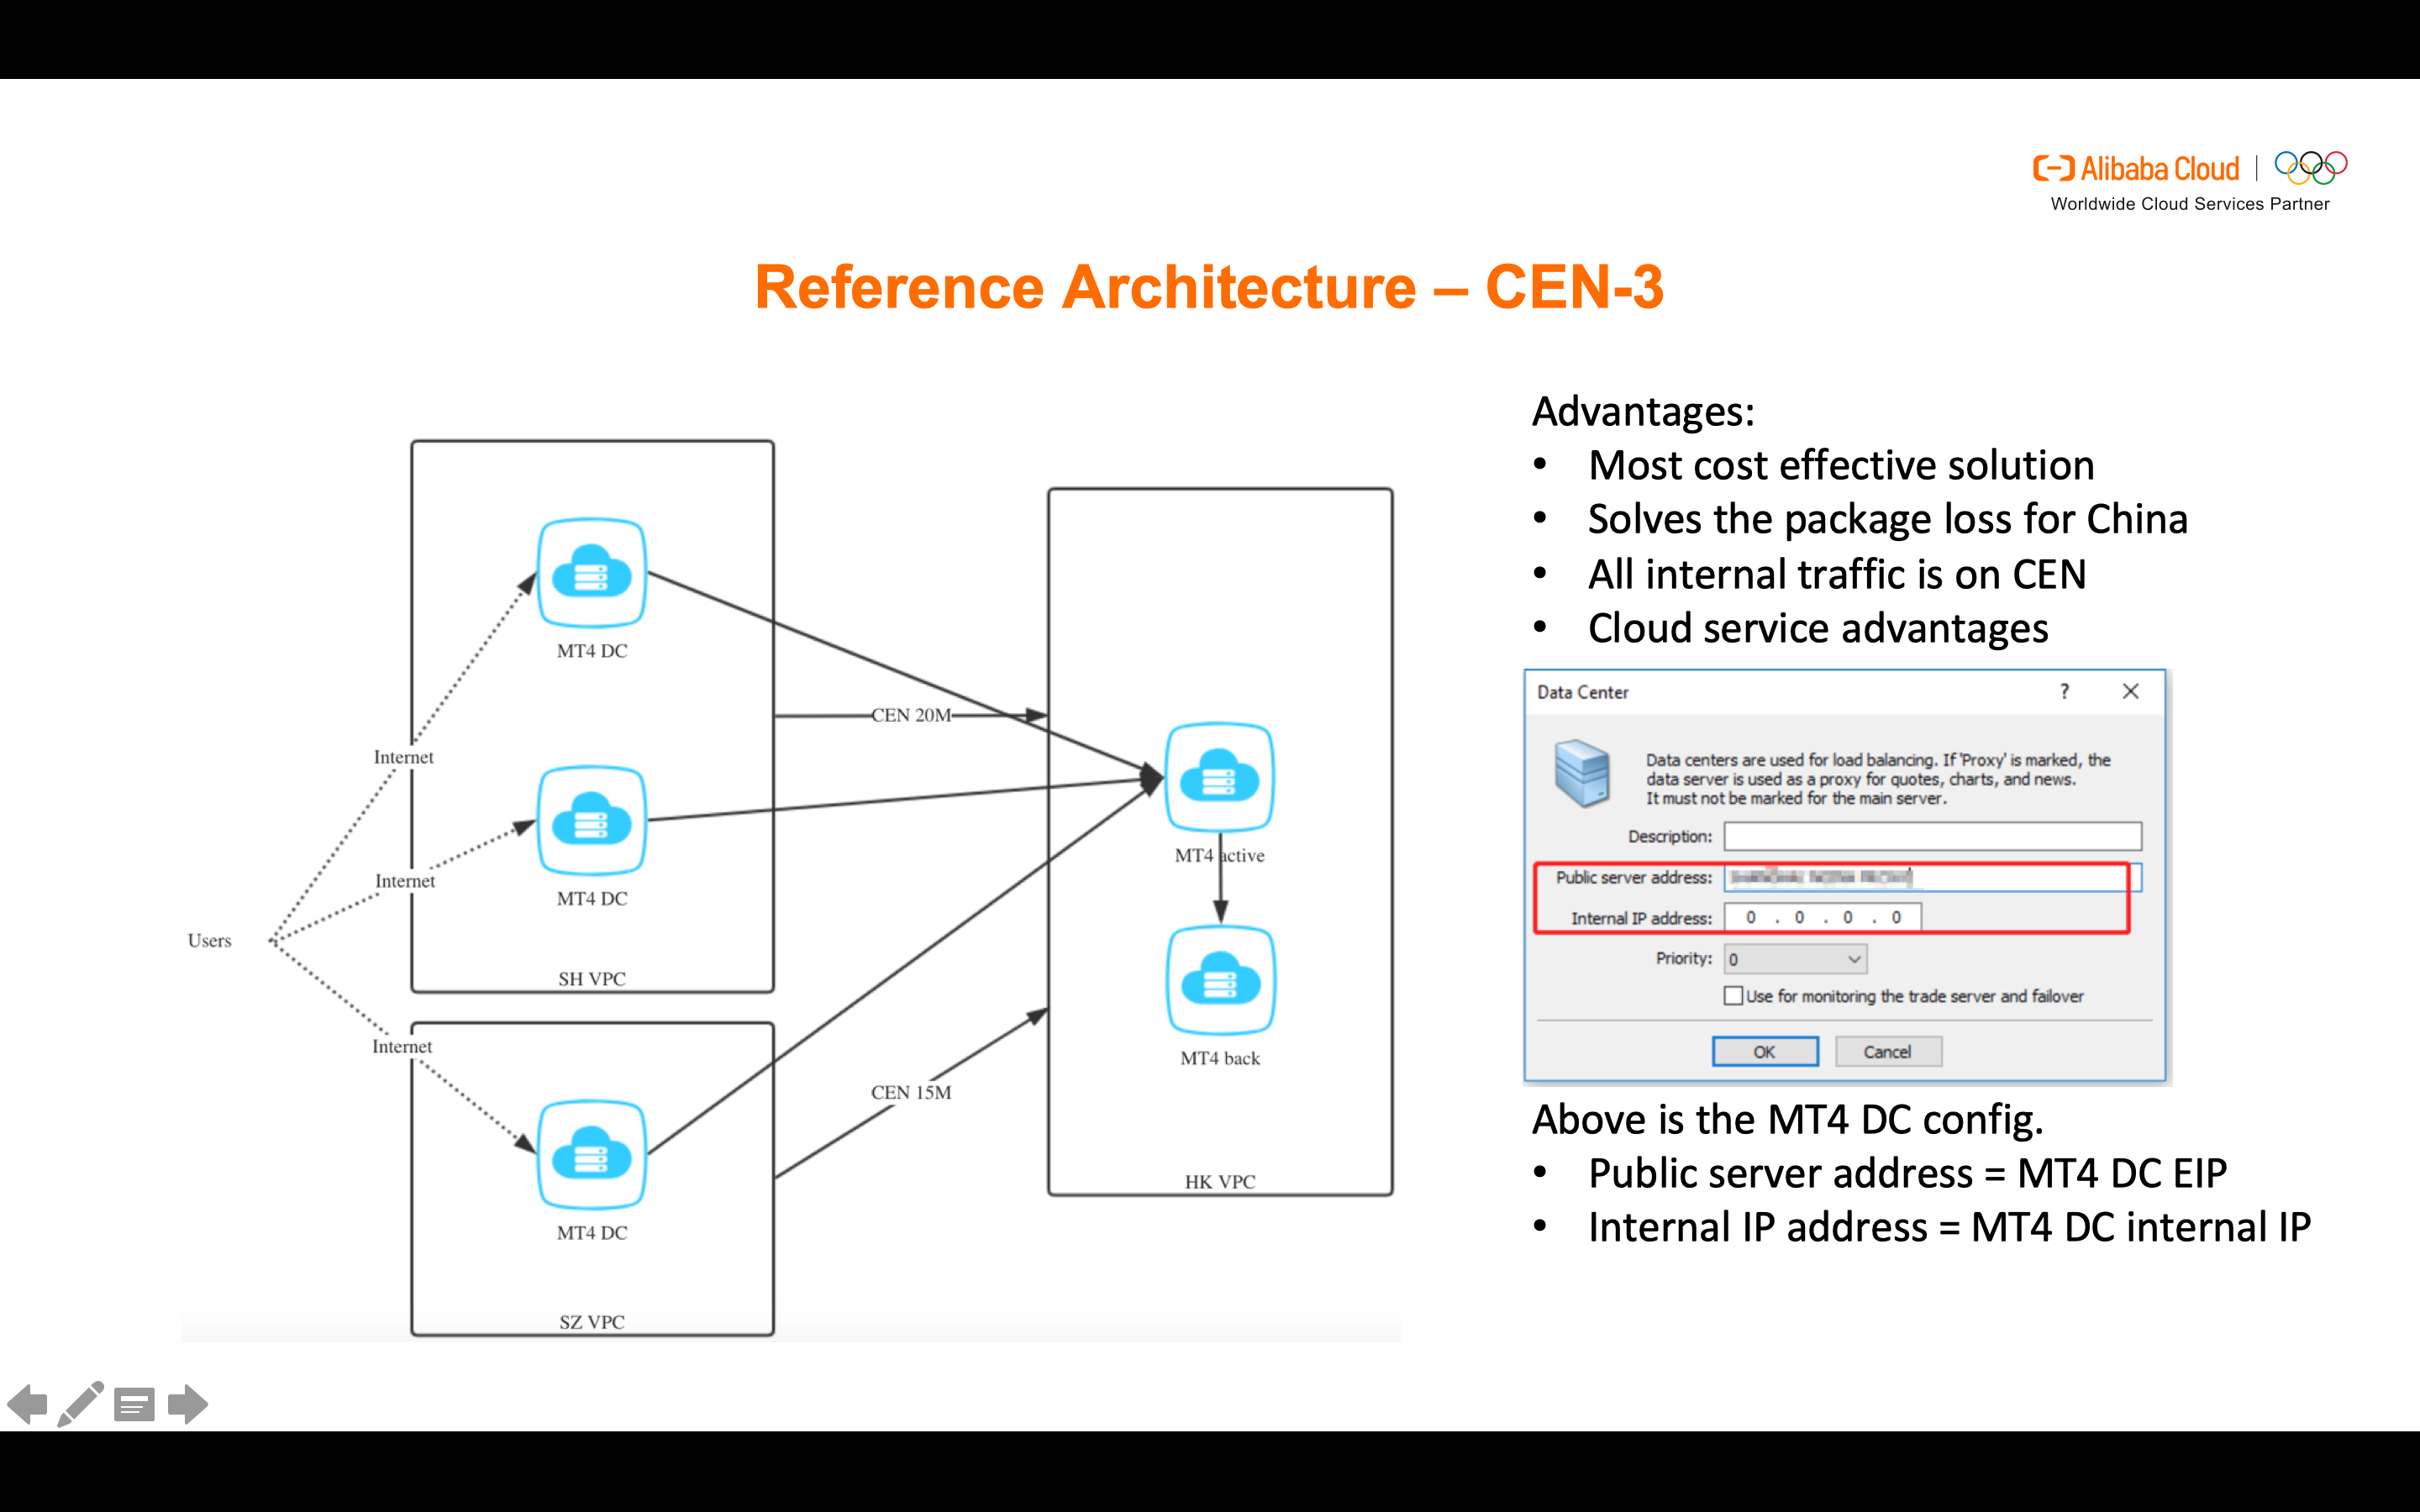 Alibaba Cloud
Worldwide Cloud Services Partner
Reference Architecture – CEN-3
MT4 DC
Internet
MT4 DC
Internet
Users
SH VPC
Internet
MT4 DC
SZ VPC
CEN 20M
CEN 15M
MT4 active
MT4 back
HK VPC
Advantages:
• Most cost effective solution
• Solves the package loss for China
• All internal traffic is on CEN
• Cloud service advantages
Data Center ? X
Data centers are used for load balancing. If 'Proxy' is marked, the
data server is used as a proxy for quotes, charts, and news.
It must not be marked for the main server.
Description:
Public server address:
Internal IP address: 0 . 0 . 0 . 0
Priority: 0
Use for monitoring the trade server and failover
OK Cancel
Above is the MT4 DC config.
• Public server address = MT4 DC EIP
• Internal IP address = MT4 DC internal IP